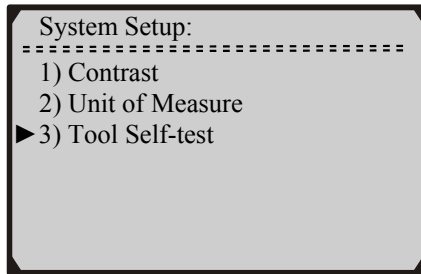 System Setup:
==================================
1) Contrast
2) Unit of Measure
►3) Tool Self-test